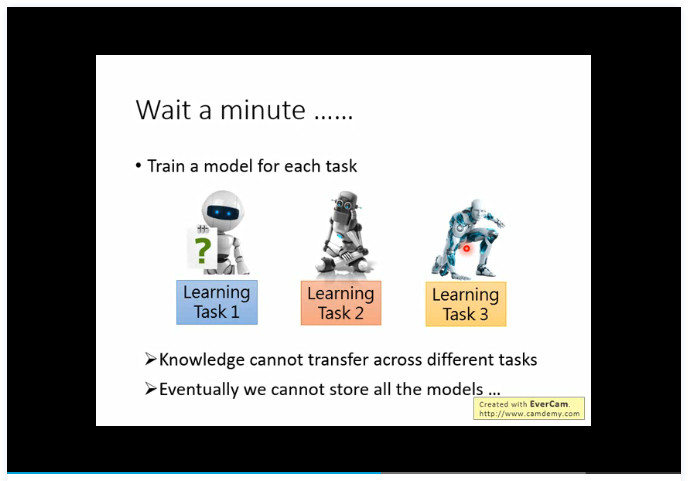 Wait a minute ……
• Train a model for each task
?
Learning
Task 1
Learning
Task 2
Learning
Task 3
➢Knowledge cannot transfer across different tasks
➢Eventually we cannot store all the models …
Created with EverCam.
http://www.camdemy.com